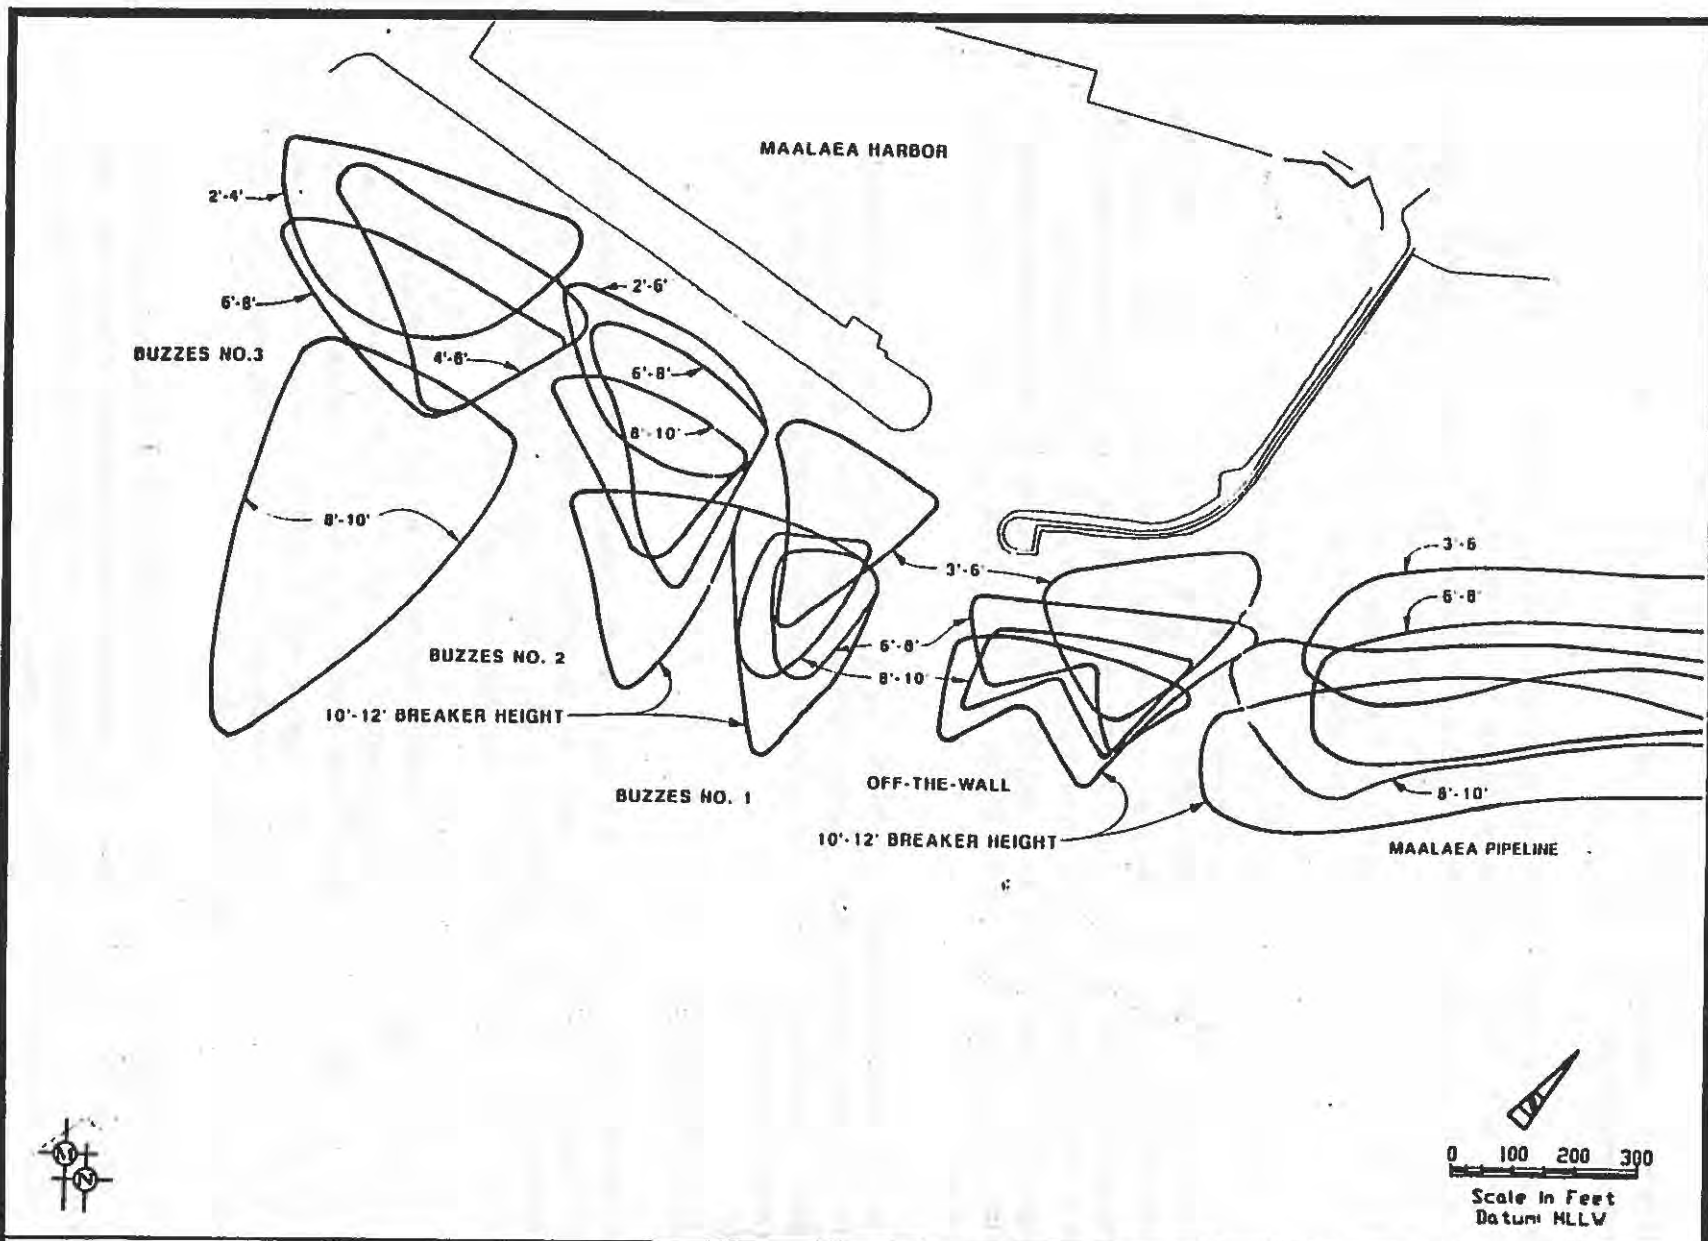 MAALAEA HARBOR
2'-4'
2'-6'
6'-8'
BUZZES NO.3
4'-6'
6'-8'
8'-10'
8'-10'
3'-6'
3'-6
6'-8'
BUZZES NO. 2
6'-8'
8'-10'
10'-12' BREAKER HEIGHT
OFF-THE-WALL
BUZZES NO. 1
8'-10'
10'-12' BREAKER HEIGHT
MAALAEA PIPELINE
M
N
0 100 200 300
Scale In Feet
Datum: MLLW